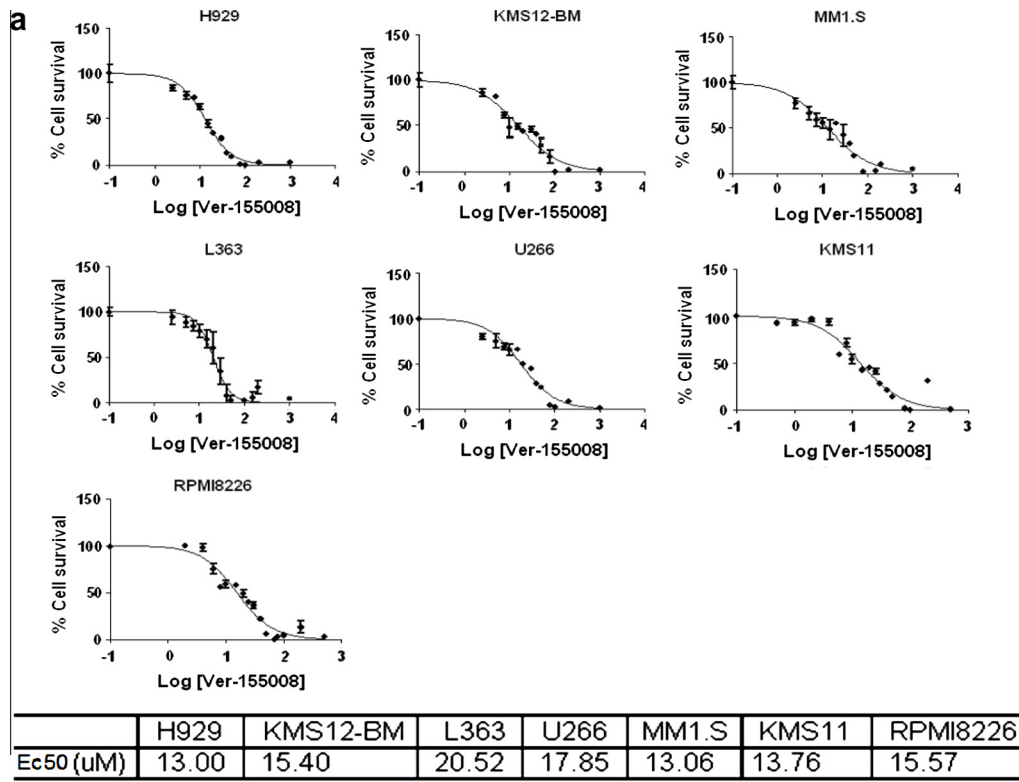 a
H929
150
100
50
0
% Cell survival
-1 0 1 2 3 4
Log [Ver-155008]
KMS12-BM
150
100
50
0
% Cell survival
-1 0 1 2 3 4
Log [Ver-155008]
MM1.S
150
100
50
0
% Cell survival
-1 0 1 2 3 4
Log [Ver-155008]
L363
150
100
50
0
% Cell survival
-1 0 1 2 3 4
Log [Ver-155008]
U266
150
100
50
0
% Cell survival
-1 0 1 2 3 4
Log [Ver-155008]
KMS11
150
100
50
0
% Cell survival
-1 0 1 2 3
Log [Ver-155008]
RPMI8226
150
100
50
0
% Cell survival
-1 0 1 2 3
Log [Ver-155008]
H929 KMS12-BM L363 U266 MM1.S KMS11 RPMI8226
Ec50 (uM) 13.00 15.40 20.52 17.85 13.06 13.76 15.57